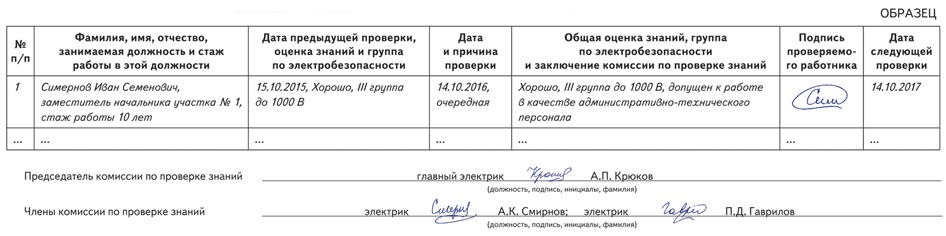 ОБРАЗЕЦ
№ п/п
Фамилия, имя, отчество, занимаемая должность и стаж работы в этой должности
Дата предыдущей проверки, оценка знаний и группа по электробезопасности
Дата и причина проверки
Общая оценка знаний, группа по электробезопасности и заключение комиссии по проверке знаний
Подпись проверяемо-го работника
Дата следующей проверки
1
Симернов Иван Семенович,
заместитель начальника участка № 1,
стаж работы 10 лет
15.10.2015, Хорошо, III группа
до 1000 В
14.10.2016,
очередная
Хорошо, III группа до 1000 В, допущен к работе
в качестве административно-технического
персонала
14.10.2017
... ... ... ... ... ... ...
Председатель комиссии по проверке знаний главный электрик А.П. Крюков
(должность, подпись, инициалы, фамилия)
Члены комиссии по проверке знаний электрик А.К. Смирнов; электрик П.Д. Гаврилов
(должность, подпись, инициалы, фамилия)